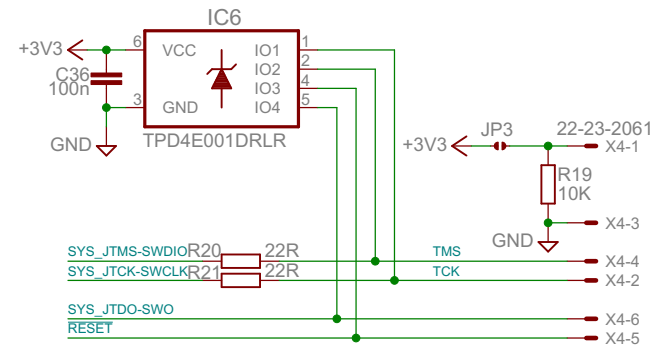 IC6
+3V3
6
VCC
IO1
1
IO2
2
C36
100n
IO3
4
3
GND
IO4
5
GND
TPD4E001DRLR
JP3
22-23-2061
+3V3
X4-1
R19
10K
X4-3
GND
SYS_JTMS-SWDIO
R20
22R
TMS
X4-4
SYS_JTCK-SWCLK
R21
22R
TCK
X4-2
SYS_JTDO-SWO
X4-6
RESET
X4-5